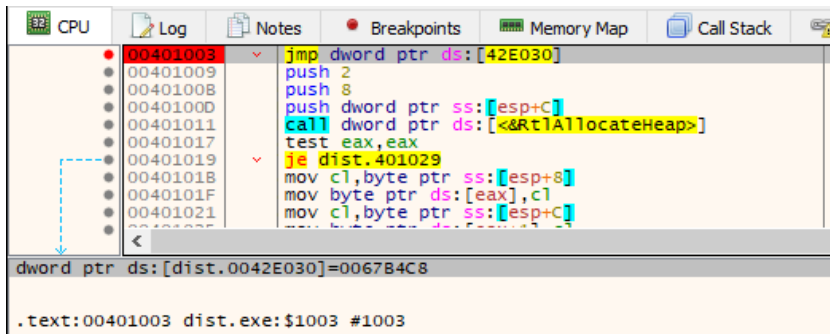 32 CPU Log Notes Breakpoints Memory Map Call Stack
00401003 jmp dword ptr ds:[42E030]
00401009 push 2
0040100B push 8
0040100D push dword ptr ss:[esp+C]
00401011 call dword ptr ds:[<&RtlAllocateHeap>]
00401017 test eax,eax
00401019 je dist.401029
0040101B mov cl,byte ptr ss:[esp+8]
0040101F mov byte ptr ds:[eax],cl
00401021 mov cl,byte ptr ss:[esp+C]
dword ptr ds:[dist.0042E030]=0067B4C8
.text:00401003 dist.exe:$1003 #1003